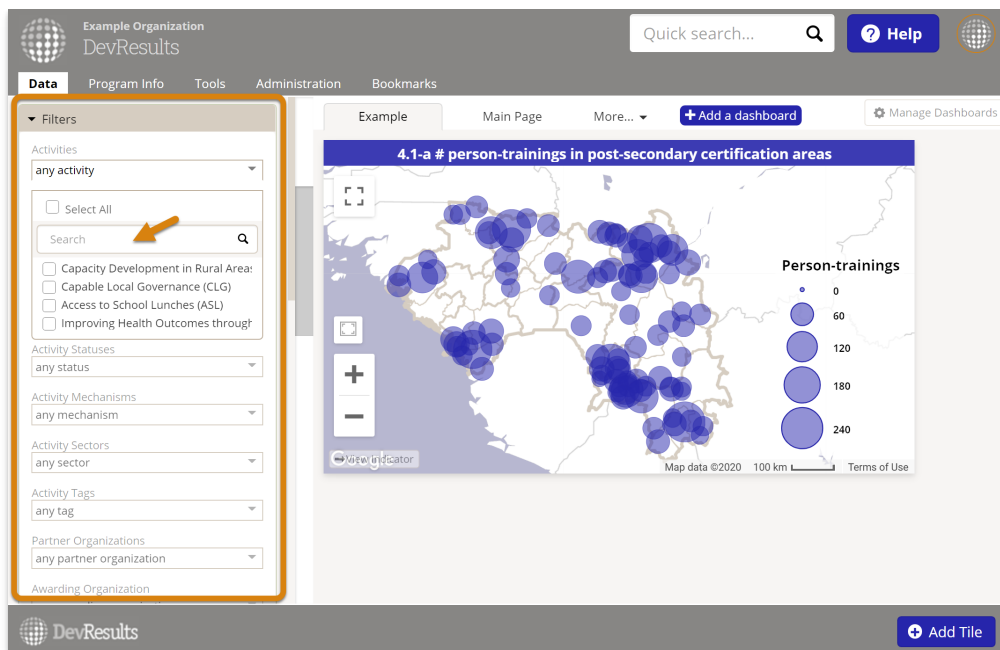 Example Organization
DevResults
Quick search...
Help
Data
Program Info
Tools
Administration
Bookmarks
Filters
Activities
any activity
Select All
Search
Capacity Development in Rural Areas
Capable Local Governance (CLG)
Access to School Lunches (ASL)
Improving Health Outcomes through
Activity Statuses
any status
Activity Mechanisms
any mechanism
Activity Sectors
any sector
Activity Tags
any tag
Partner Organizations
any partner organization
Awarding Organization
Example
Main Page
More...
Add a dashboard
Manage Dashboards
4.1-a # person-trainings in post-secondary certification areas
Person-trainings
0
60
120
180
240
View Indicator
Google
Map data ©2020
100 km
Terms of Use
DevResults
Add Tile